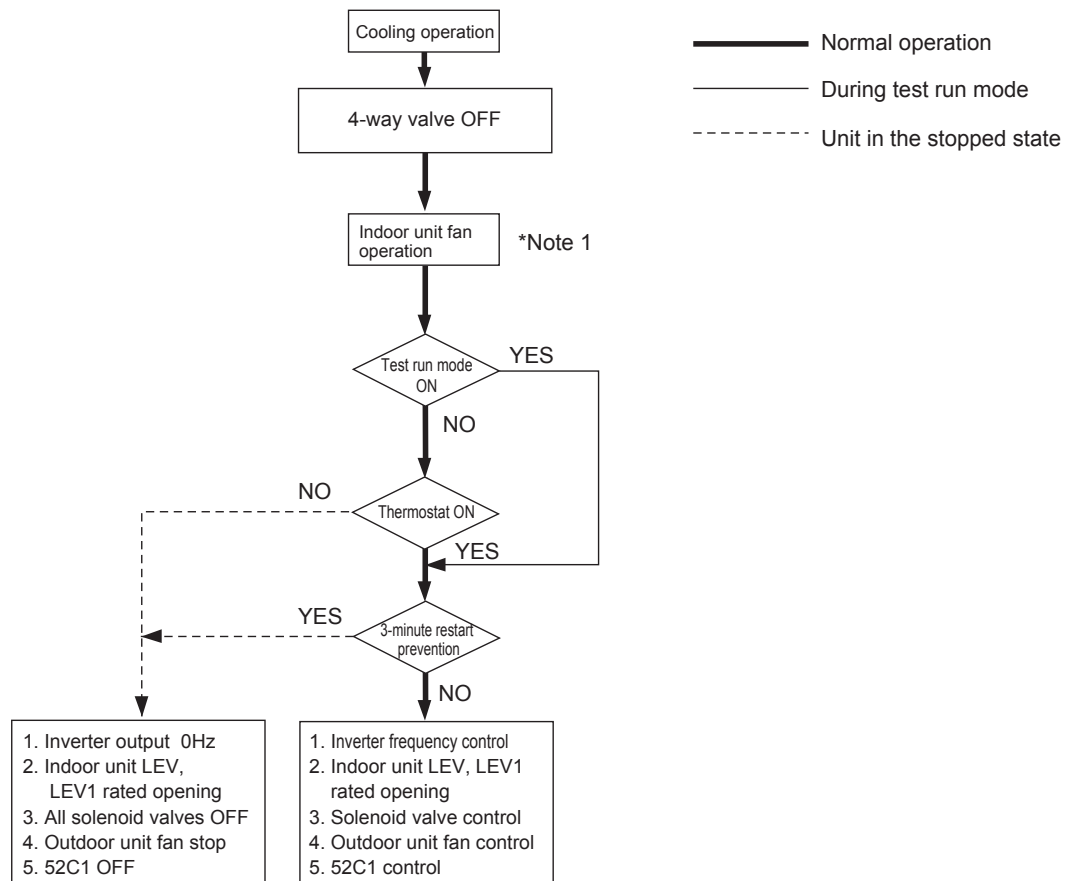 Cooling operation
Normal operation
During test run mode
Unit in the stopped state
4-way valve OFF
Indoor unit fan
operation
*Note 1
Test run mode
ON
YES
NO
NO
Thermostat ON
YES
YES
3-minute restart
prevention
NO
1. Inverter output 0Hz
2. Indoor unit LEV,
LEV1 rated opening
3. All solenoid valves OFF
4. Outdoor unit fan stop
5. 52C1 OFF
1. Inverter frequency control
2. Indoor unit LEV, LEV1
rated opening
3. Solenoid valve control
4. Outdoor unit fan control
5. 52C1 control